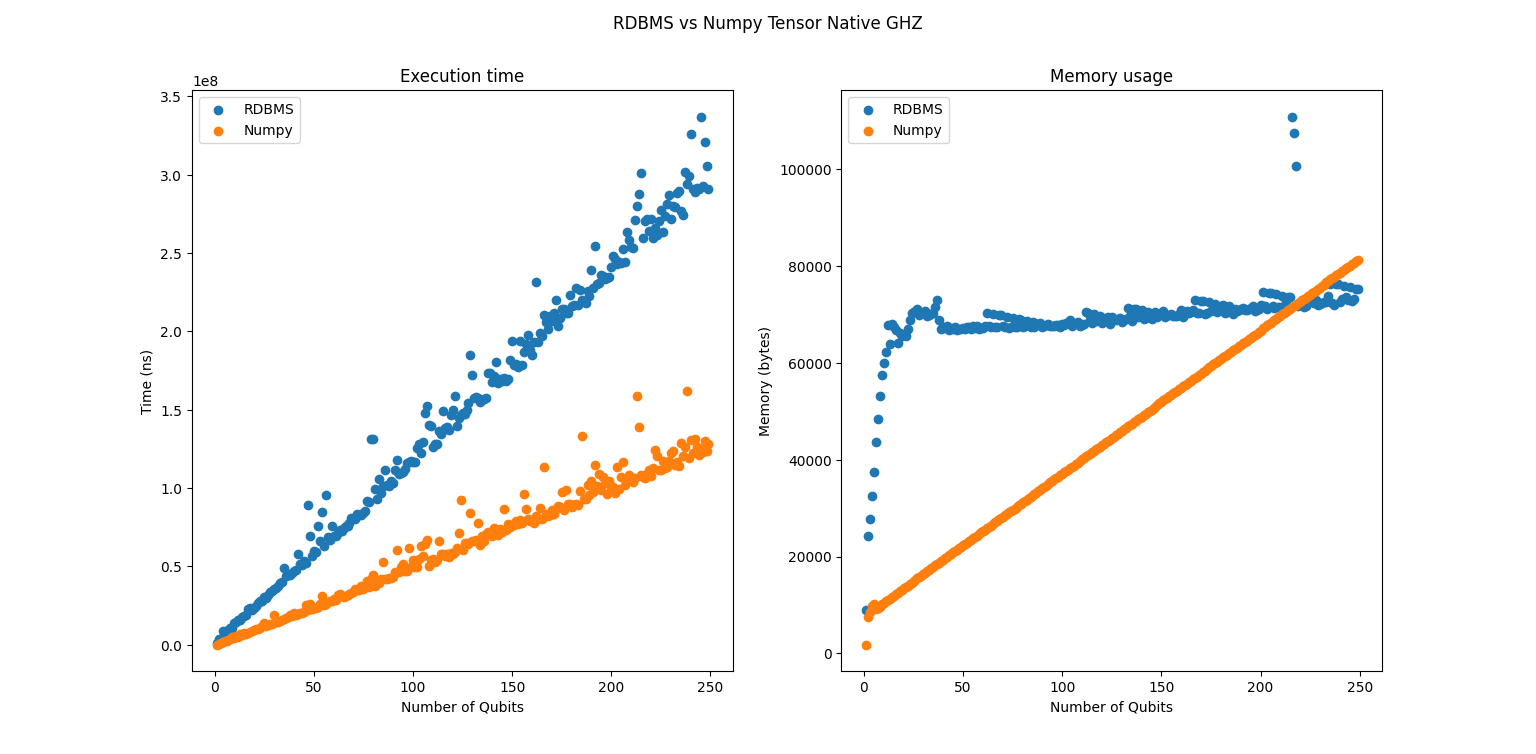 RDBMS vs Numpy Tensor Native GHZ
Execution time
1e8
RDBMS
Numpy
Time (ns)
3.5
3.0
2.5
2.0
1.5
1.0
0.5
0.0
0 50 100 150 200 250
Number of Qubits
Memory usage
RDBMS
Numpy
Memory (bytes)
100000
80000
60000
40000
20000
0
0 50 100 150 200 250
Number of Qubits